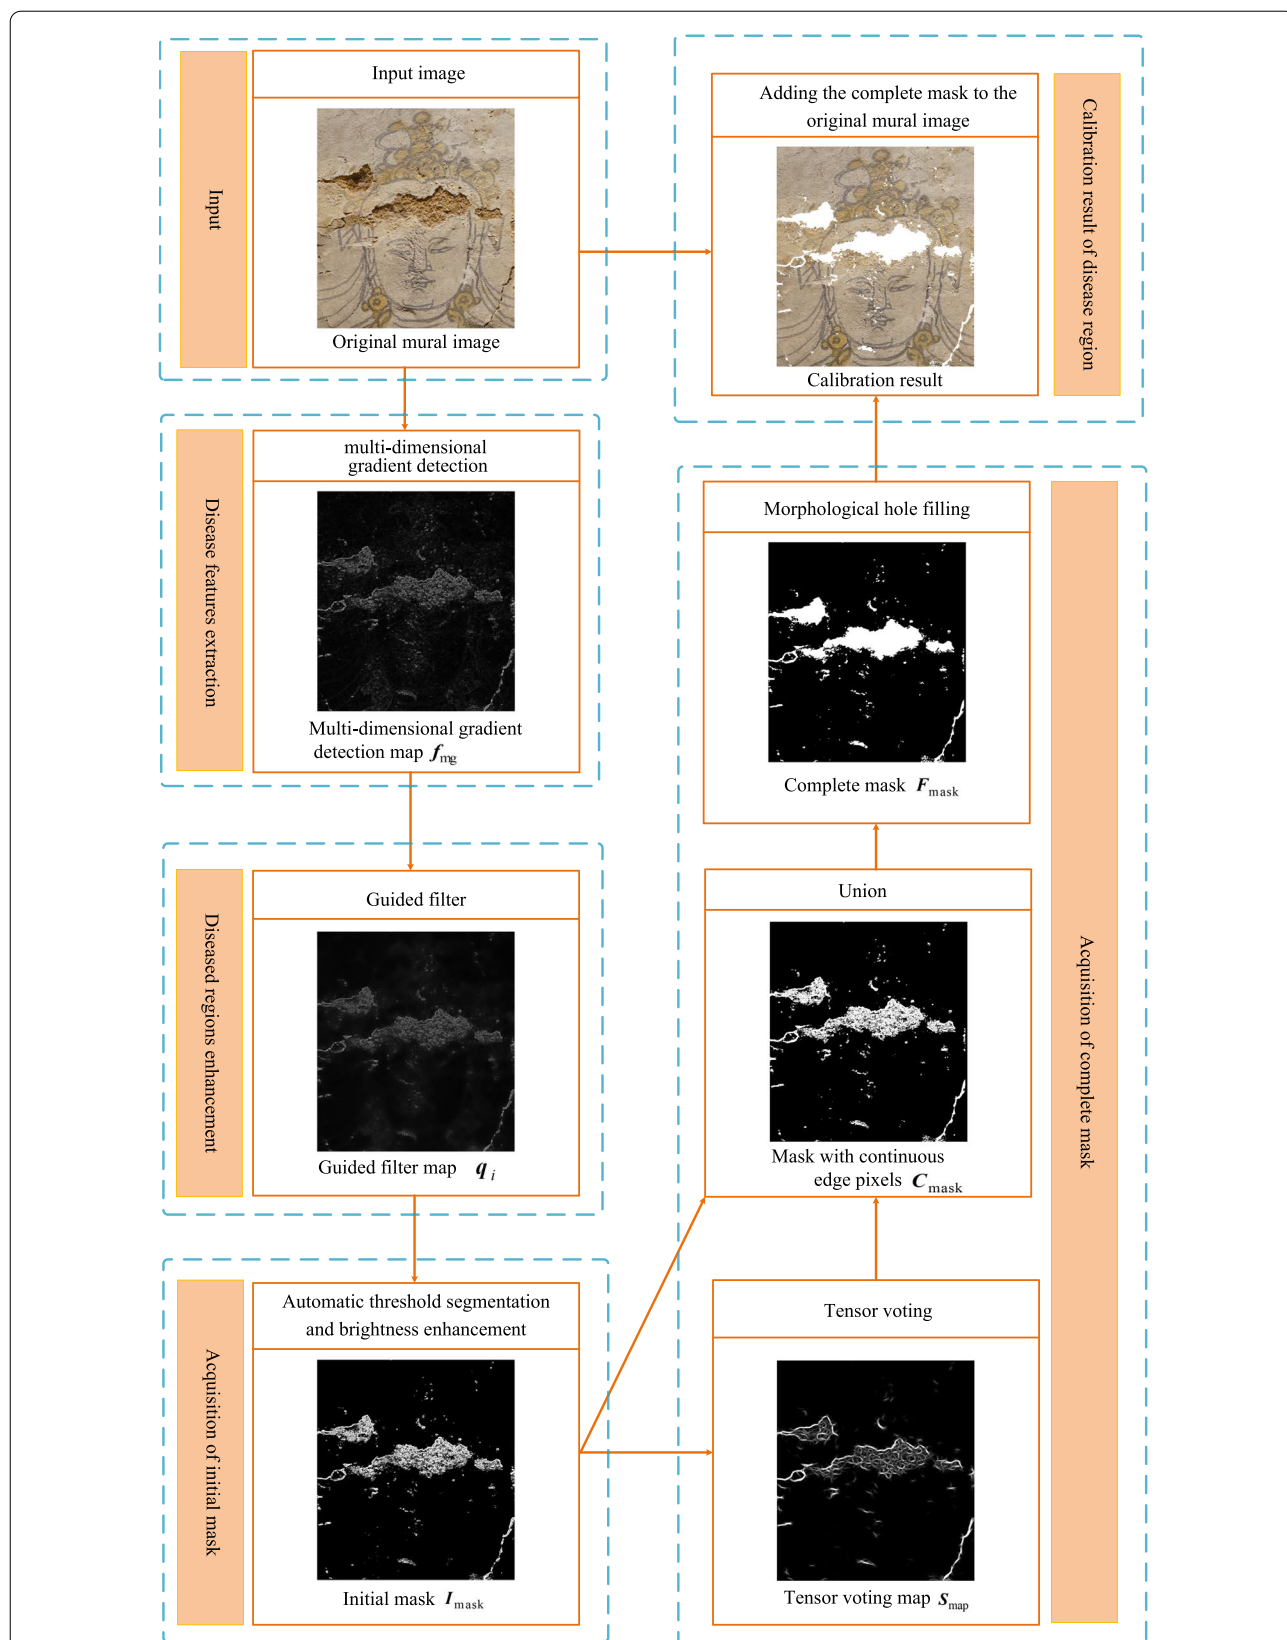 Input
Input image
Original mural image
Disease features extraction
multi-dimensional
gradient detection
Multi-dimensional gradient
detection map f_mg
Diseased regions enhancement
Guided filter
Guided filter map q_i
Acquisition of initial mask
Automatic threshold segmentation
and brightness enhancement
Initial mask I_mask
Adding the complete mask to the
original mural image
Calibration result
Calibration result of disease region
Morphological hole filling
Complete mask F_mask
Union
Mask with continuous
edge pixels C_mask
Tensor voting
Tensor voting map S_map
Acquisition of complete mask